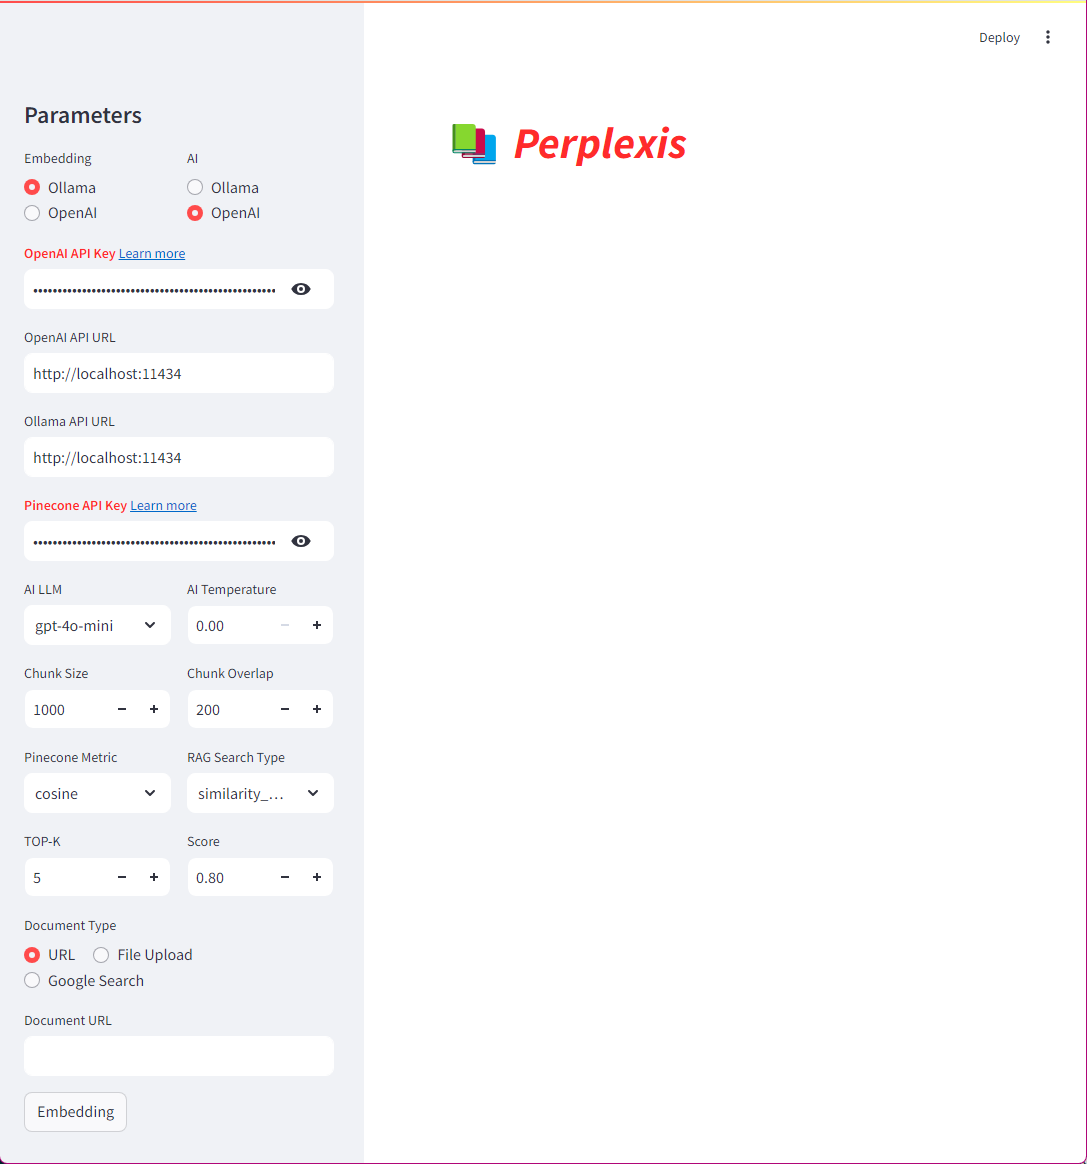 Deploy
Parameters
Perplexis
Embedding AI
Ollama Ollama
OpenAI OpenAI
OpenAI API Key Learn more
••••••••••••••••••••••••••••••••••••••••••••••••••
OpenAI API URL
http://localhost:11434
Ollama API URL
http://localhost:11434
Pinecone API Key Learn more
••••••••••••••••••••••••••••••••••••••••••••••••••
AI LLM AI Temperature
gpt-4o-mini 0.00 − +
Chunk Size Chunk Overlap
1000 − + 200 − +
Pinecone Metric RAG Search Type
cosine similarity_...
TOP-K Score
5 − + 0.80 − +
Document Type
URL File Upload
Google Search
Document URL
Embedding